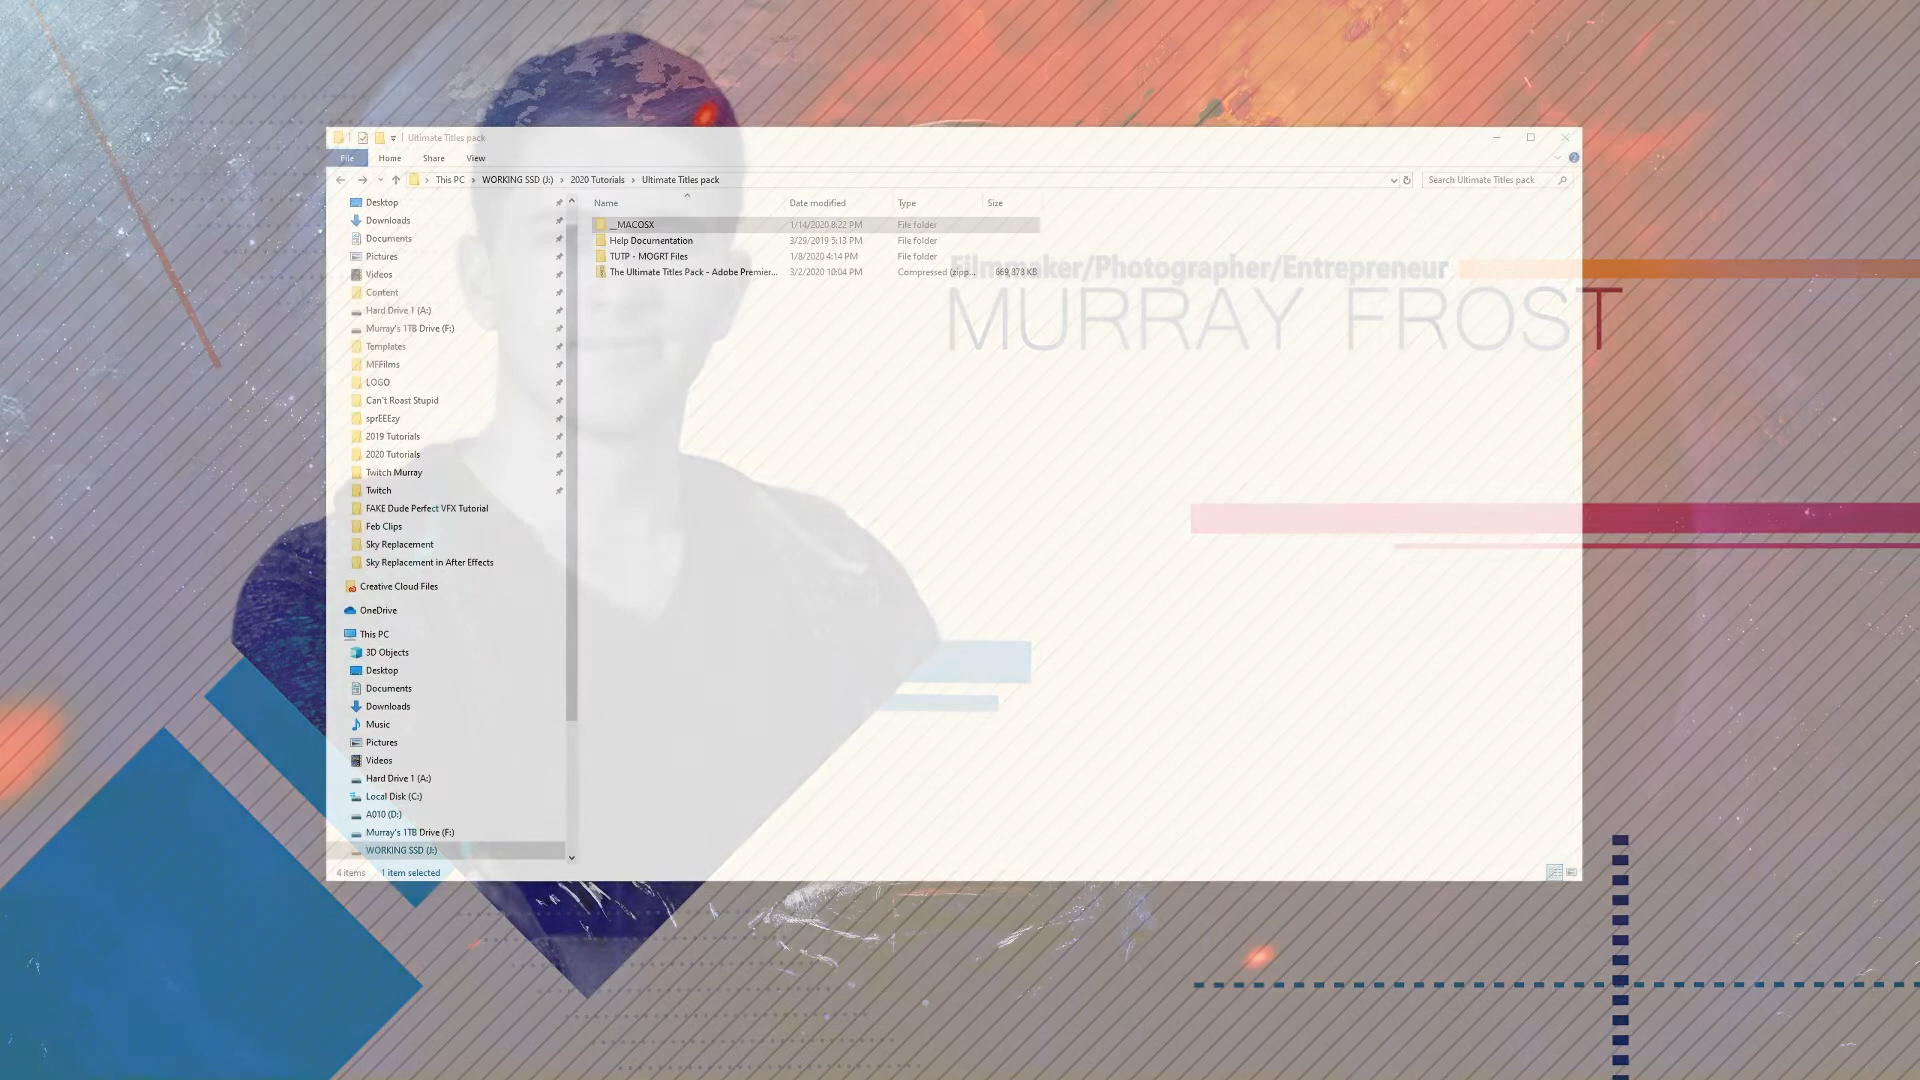 Ultimate Titles pack
File Home Share View
This PC WORKING SSD (J:) 2020 Tutorials Ultimate Titles pack
Search Ultimate Titles pack
Name Date modified Type Size
__MACOSX 1/14/2020 8:22 PM File folder
Help Documentation 3/29/2019 5:13 PM File folder
TUTP - MOGRT Files 1/8/2020 4:14 PM File folder
The Ultimate Titles Pack - Adobe Premier... 3/2/2020 10:04 PM Compressed (zipp... 669,878 KB
Filmmaker/Photographer/Entrepreneur
MURRAY FROST
Desktop
Downloads
Documents
Pictures
Videos
Content
Hard Drive 1 (A:)
Murray's 1TB Drive (F:)
Templates
MFFilms
LOGO
Can't Roast Stupid
sprEEEzy
2019 Tutorials
2020 Tutorials
Twitch Murray
Twitch
FAKE Dude Perfect VFX Tutorial
Feb Clips
Sky Replacement
Sky Replacement in After Effects
Creative Cloud Files
OneDrive
This PC
3D Objects
Desktop
Documents
Downloads
Music
Pictures
Videos
Hard Drive 1 (A:)
Local Disk (C:)
A010 (D:)
Murray's 1TB Drive (F:)
WORKING SSD (J:)
4 items 1 item selected